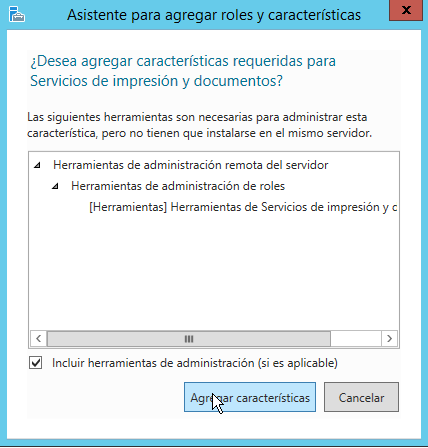 Asistente para agregar roles y características
x
¿Desea agregar características requeridas para
Servicios de impresión y documentos?
Las siguientes herramientas son necesarias para administrar esta
característica, pero no tienen que instalarse en el mismo servidor.
Herramientas de administración remota del servidor
Herramientas de administración de roles
[Herramientas] Herramientas de Servicios de impresión y c
Incluir herramientas de administración (si es aplicable)
Agregar características
Cancelar